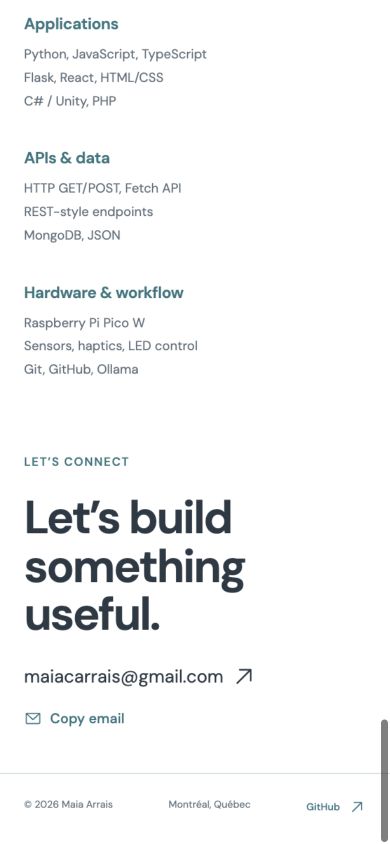 Applications
Python, JavaScript, TypeScript
Flask, React, HTML/CSS
C# / Unity, PHP
APIs & data
HTTP GET/POST, Fetch API
REST-style endpoints
MongoDB, JSON
Hardware & workflow
Raspberry Pi Pico W
Sensors, haptics, LED control
Git, GitHub, Ollama
LET’S CONNECT
Let’s build
something
useful.
maiacarrais@gmail.com
Copy email
© 2026 Maia Arrais Montréal, Québec GitHub